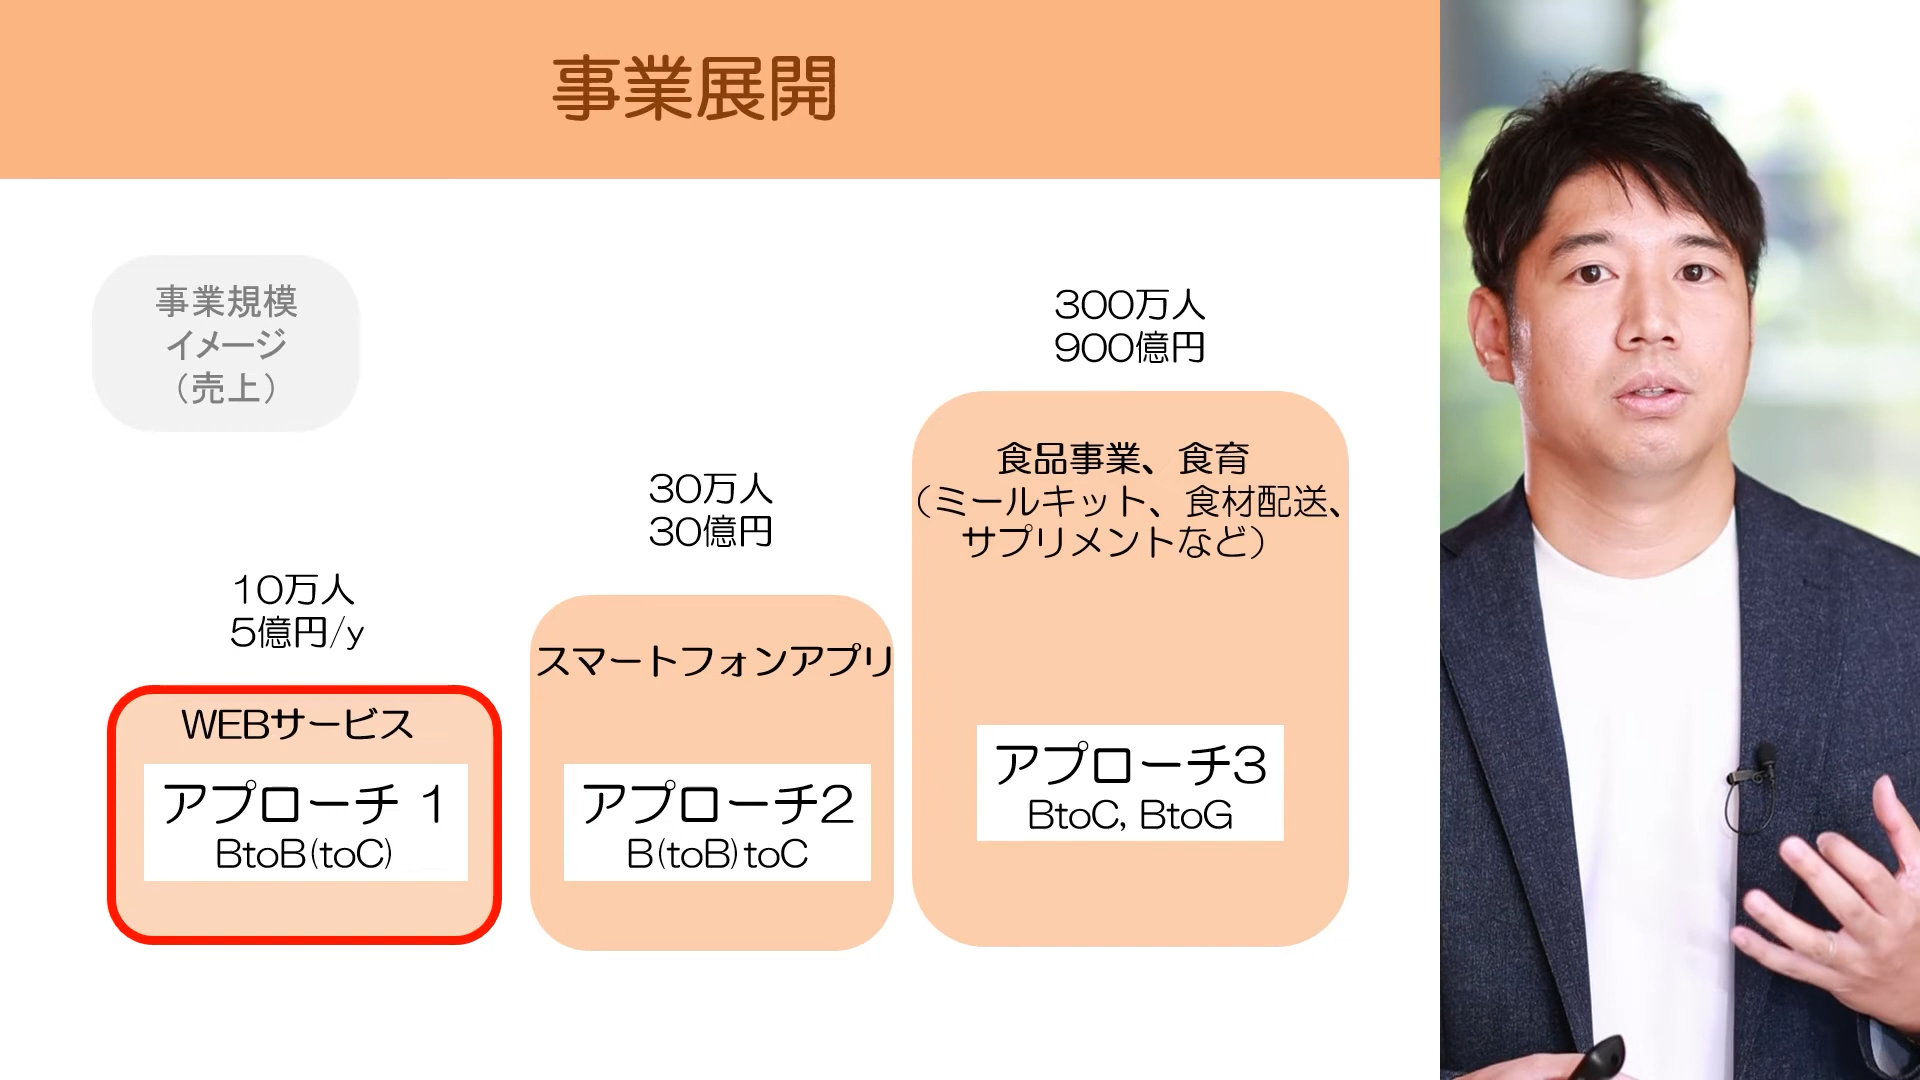 事業展開
事業規模
イメージ
（売上）
10万人
5億円/y
WEBサービス
アプローチ 1
BtoB(toC)
30万人
30億円
スマートフォンアプリ
アプローチ2
B(toB)toC
300万人
900億円
食品事業、食育
（ミールキット、食材配送、
サプリメントなど）
アプローチ3
BtoC, BtoG